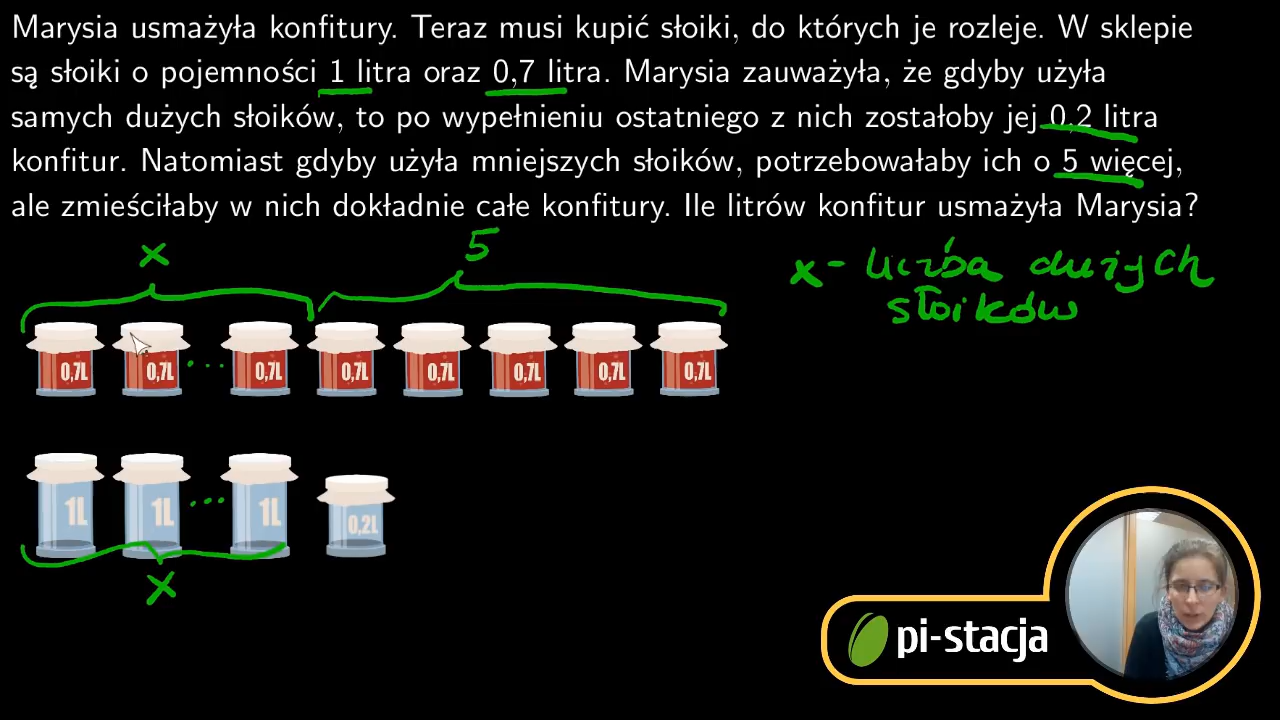 Marysia usmażyła konfitury. Teraz musi kupić słoiki, do których je rozleje. W sklepie
są słoiki o pojemności 1 litra oraz 0,7 litra. Marysia zauważyła, że gdyby użyła
samych dużych słoików, to po wypełnieniu ostatniego z nich zostałoby jej 0,2 litra
konfitur. Natomiast gdyby użyła mniejszych słoików, potrzebowałaby ich o 5 więcej,
ale zmieściłaby w nich dokładnie całe konfitury. Ile litrów konfitur usmażyła Marysia?
x 5
x - liczba dużych
słoików
0,7L 0,7L ... 0,7L 0,7L 0,7L 0,7L 0,7L 0,7L
1L 1L ... 1L 0,2L
x
pi-stacja